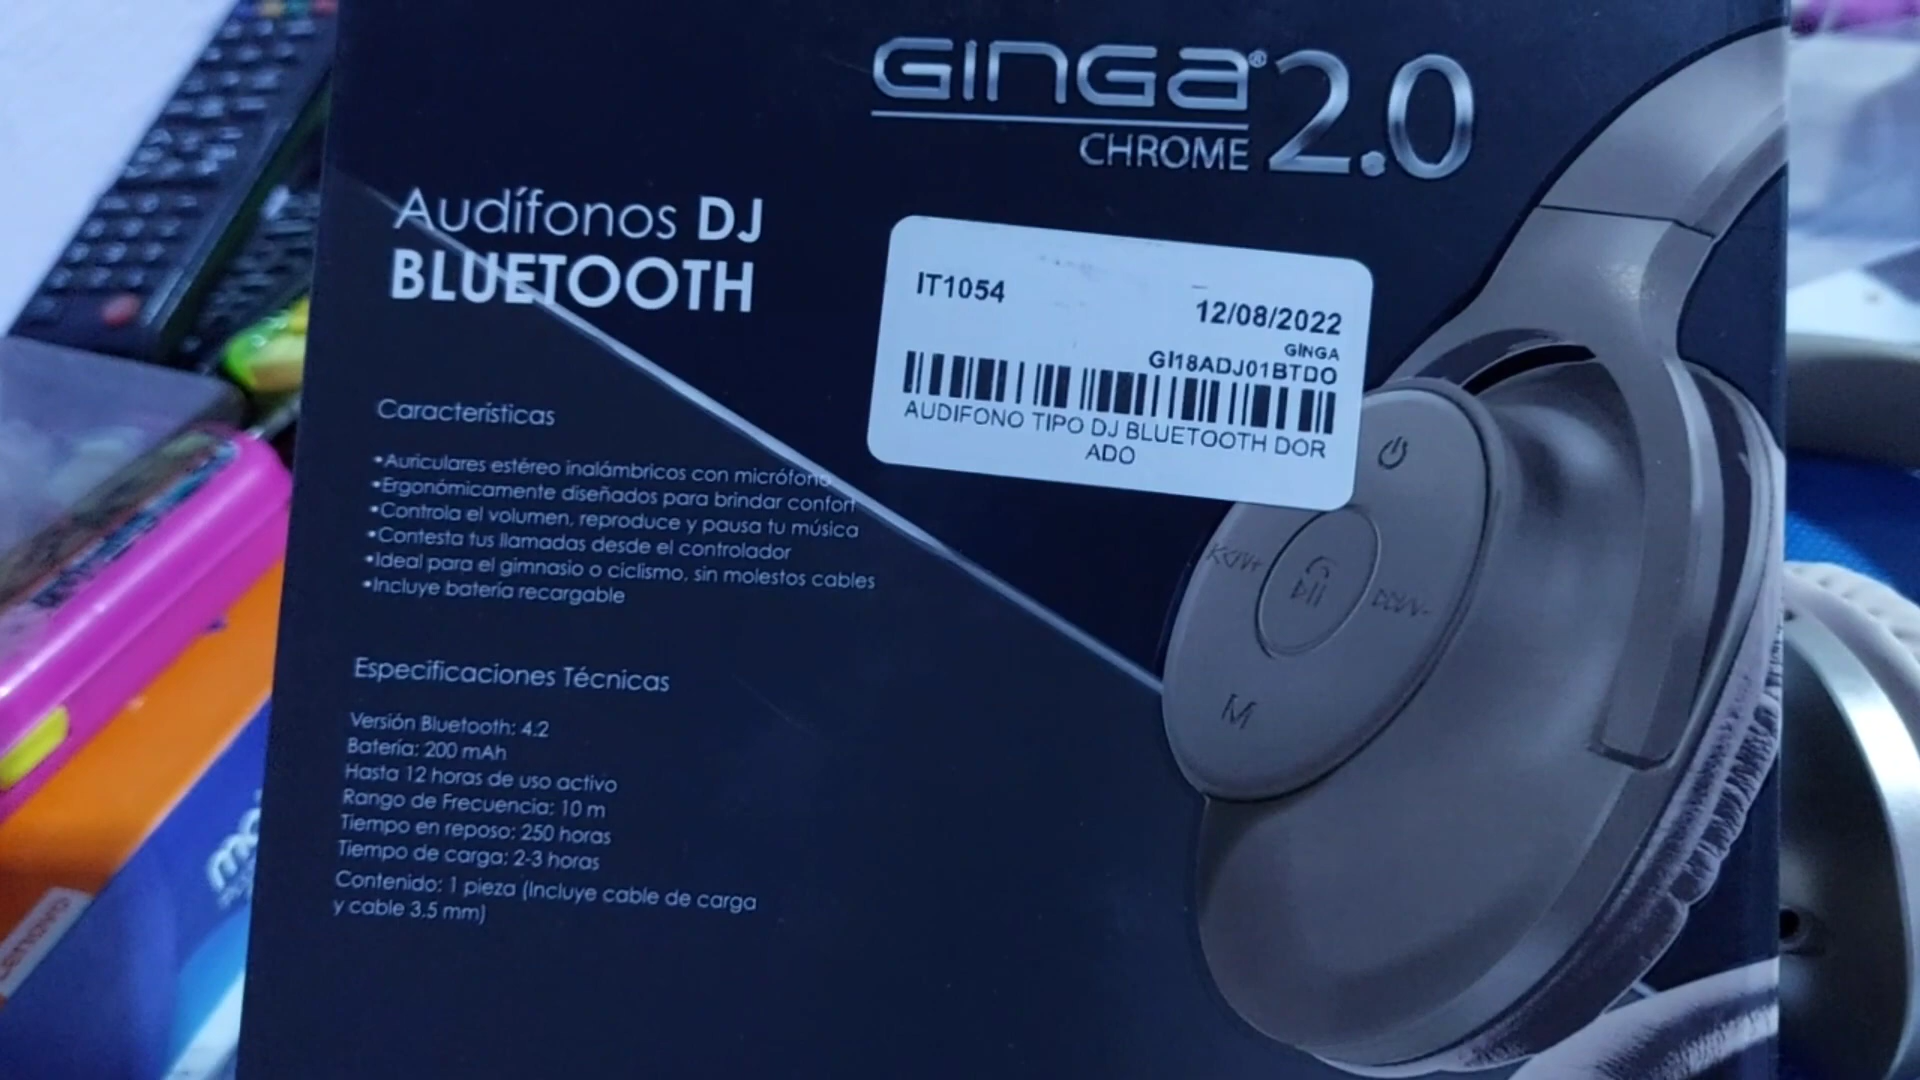 GINGA® 2.0
CHROME
Audífonos DJ
BLUETOOTH
IT1054
12/08/2022
GINGA
GI18ADJ01BTDO
AUDIFONO TIPO DJ BLUETOOTH DOR
ADO
Características
•Auriculares estéreo inalámbricos con micrófono
•Ergonómicamente diseñados para brindar confort
•Controla el volumen, reproduce y pausa tu música
•Contesta tus llamadas desde el controlador
•Ideal para el gimnasio o ciclismo, sin molestos cables
•Incluye batería recargable
Especificaciones Técnicas
Versión Bluetooth: 4.2
Batería: 200 mAh
Hasta 12 horas de uso activo
Rango de Frecuencia: 10 m
Tiempo en reposo: 250 horas
Tiempo de carga: 2-3 horas
Contenido: 1 pieza (Incluye cable de carga
y cable 3.5 mm)
M
Lenovo